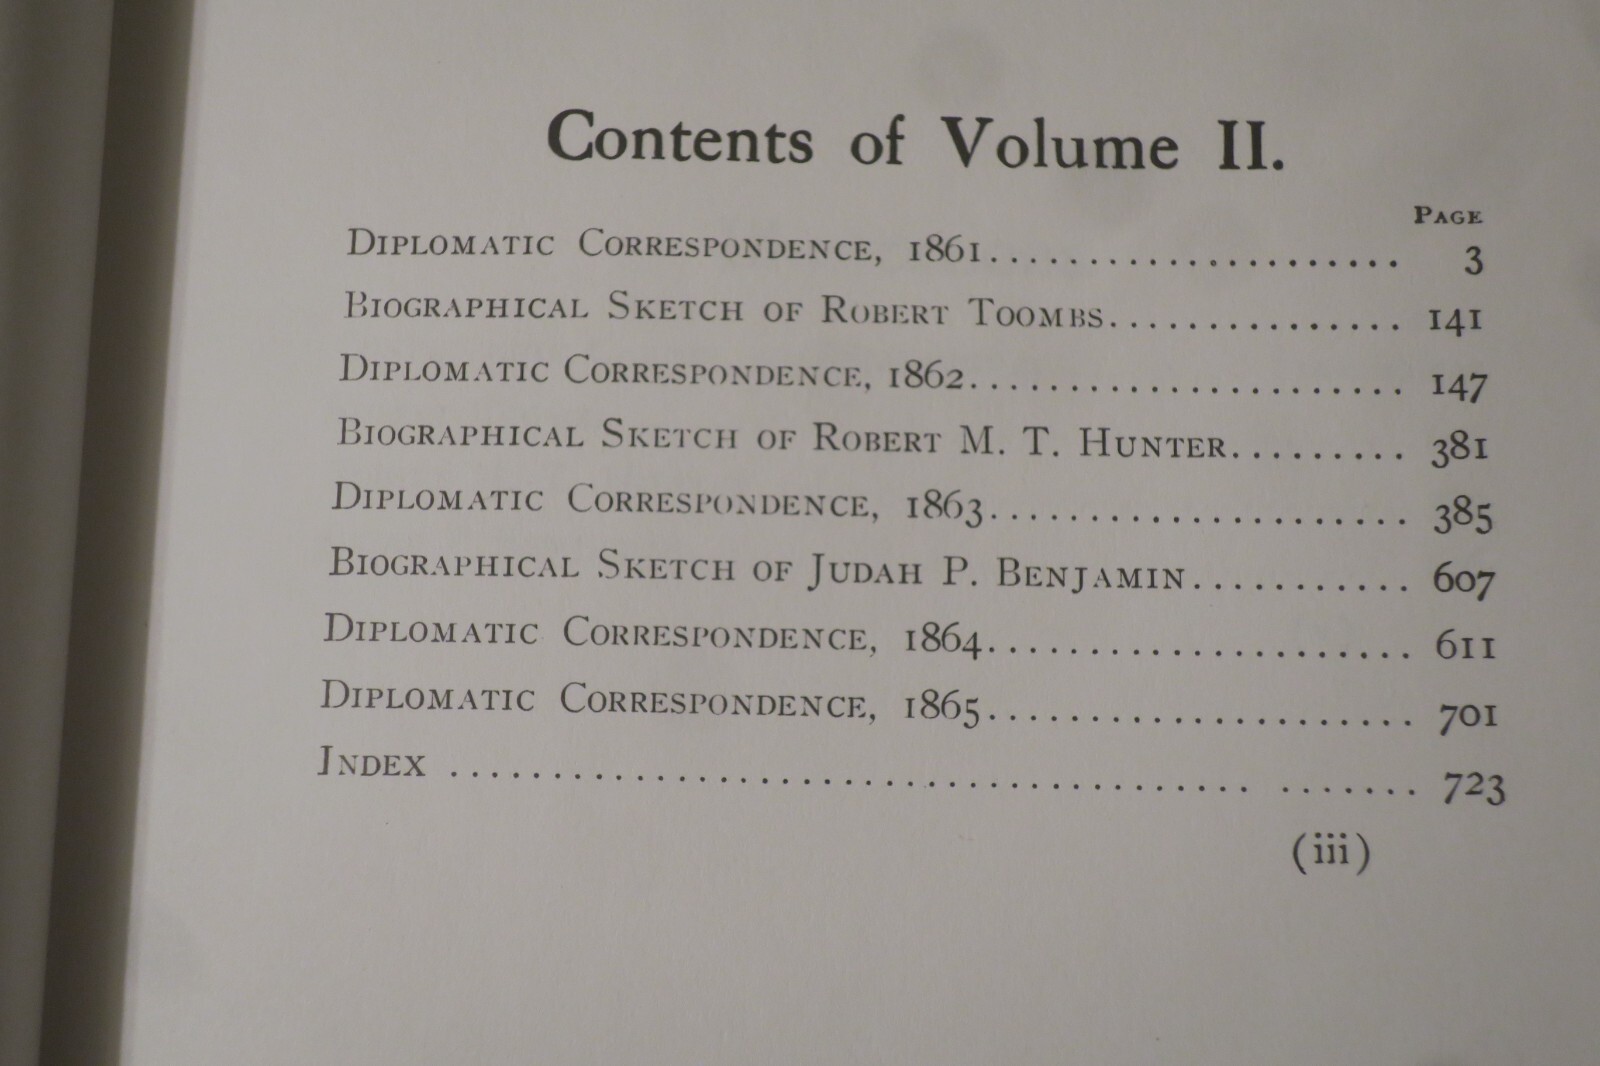 Contents of Volume II.
PAGE
DIPLOMATIC CORRESPONDENCE, 1861.......................... 3
BIOGRAPHICAL SKETCH OF ROBERT TOOMBS............... 141
DIPLOMATIC CORRESPONDENCE, 1862.......................... 147
BIOGRAPHICAL SKETCH OF ROBERT M. T. HUNTER......... 381
DIPLOMATIC CORRESPONDENCE, 1863.......................... 385
BIOGRAPHICAL SKETCH OF JUDAH P. BENJAMIN........... 607
DIPLOMATIC CORRESPONDENCE, 1864.......................... 611
DIPLOMATIC CORRESPONDENCE, 1865.......................... 701
INDEX ........................................ ....... 723
(iii)